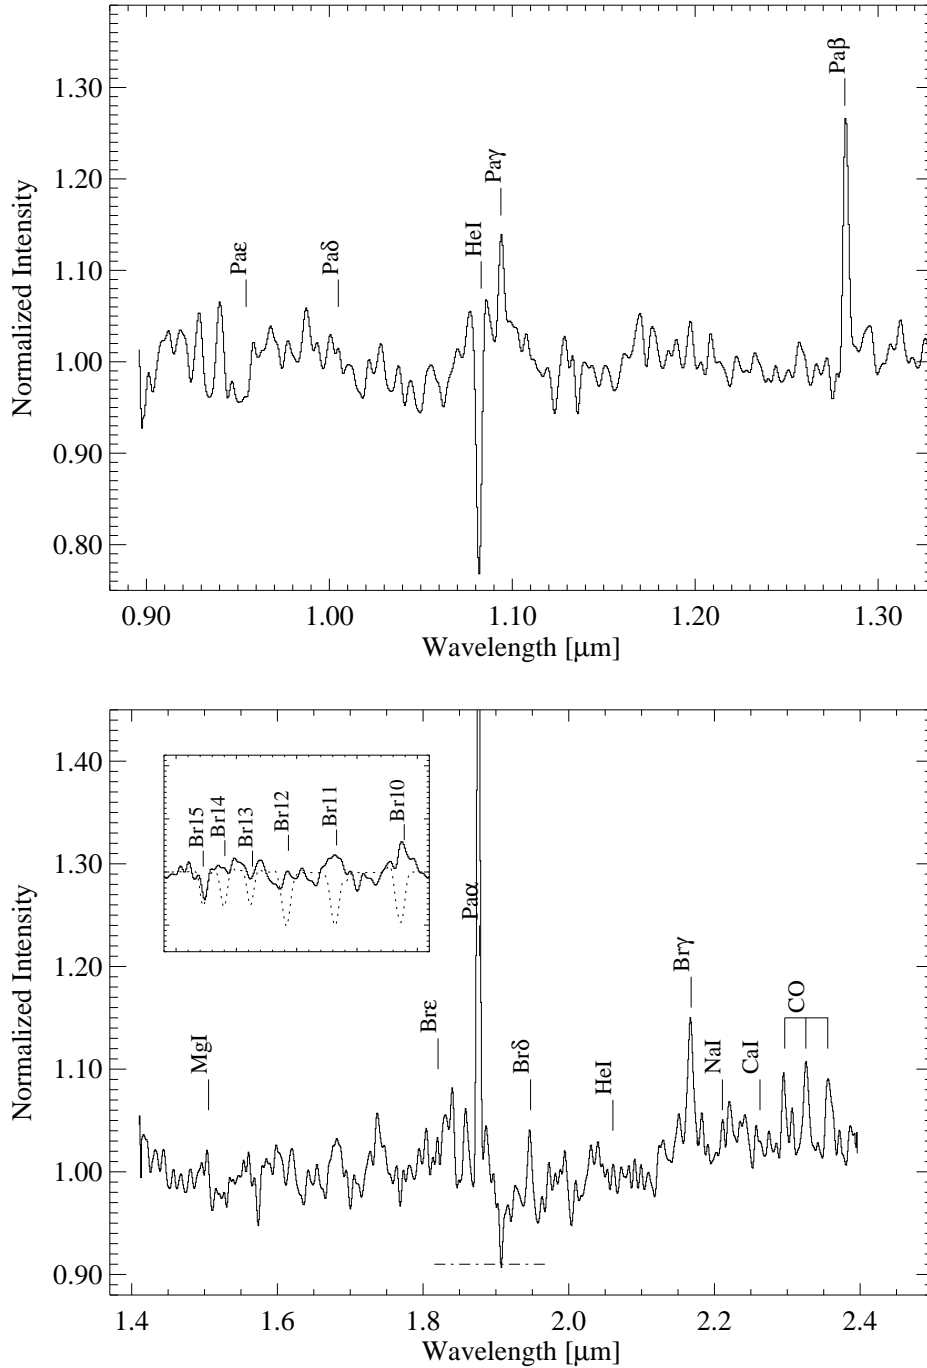 Paβ
1.30
1.20
Paγ
HeI
Paε
Paδ
1.10
1.00
0.90
0.80
Normalized Intensity
0.90 1.00 1.10 1.20 1.30
Wavelength [μm]
1.40
1.30
1.20
1.10
1.00
0.90
Normalized Intensity
Br15
Br14
Br13
Br12
Br11
Br10
MgI
Brε
Paα
Brδ
HeI
Brγ
NaI
CaI
CO
1.4 1.6 1.8 2.0 2.2 2.4
Wavelength [μm]